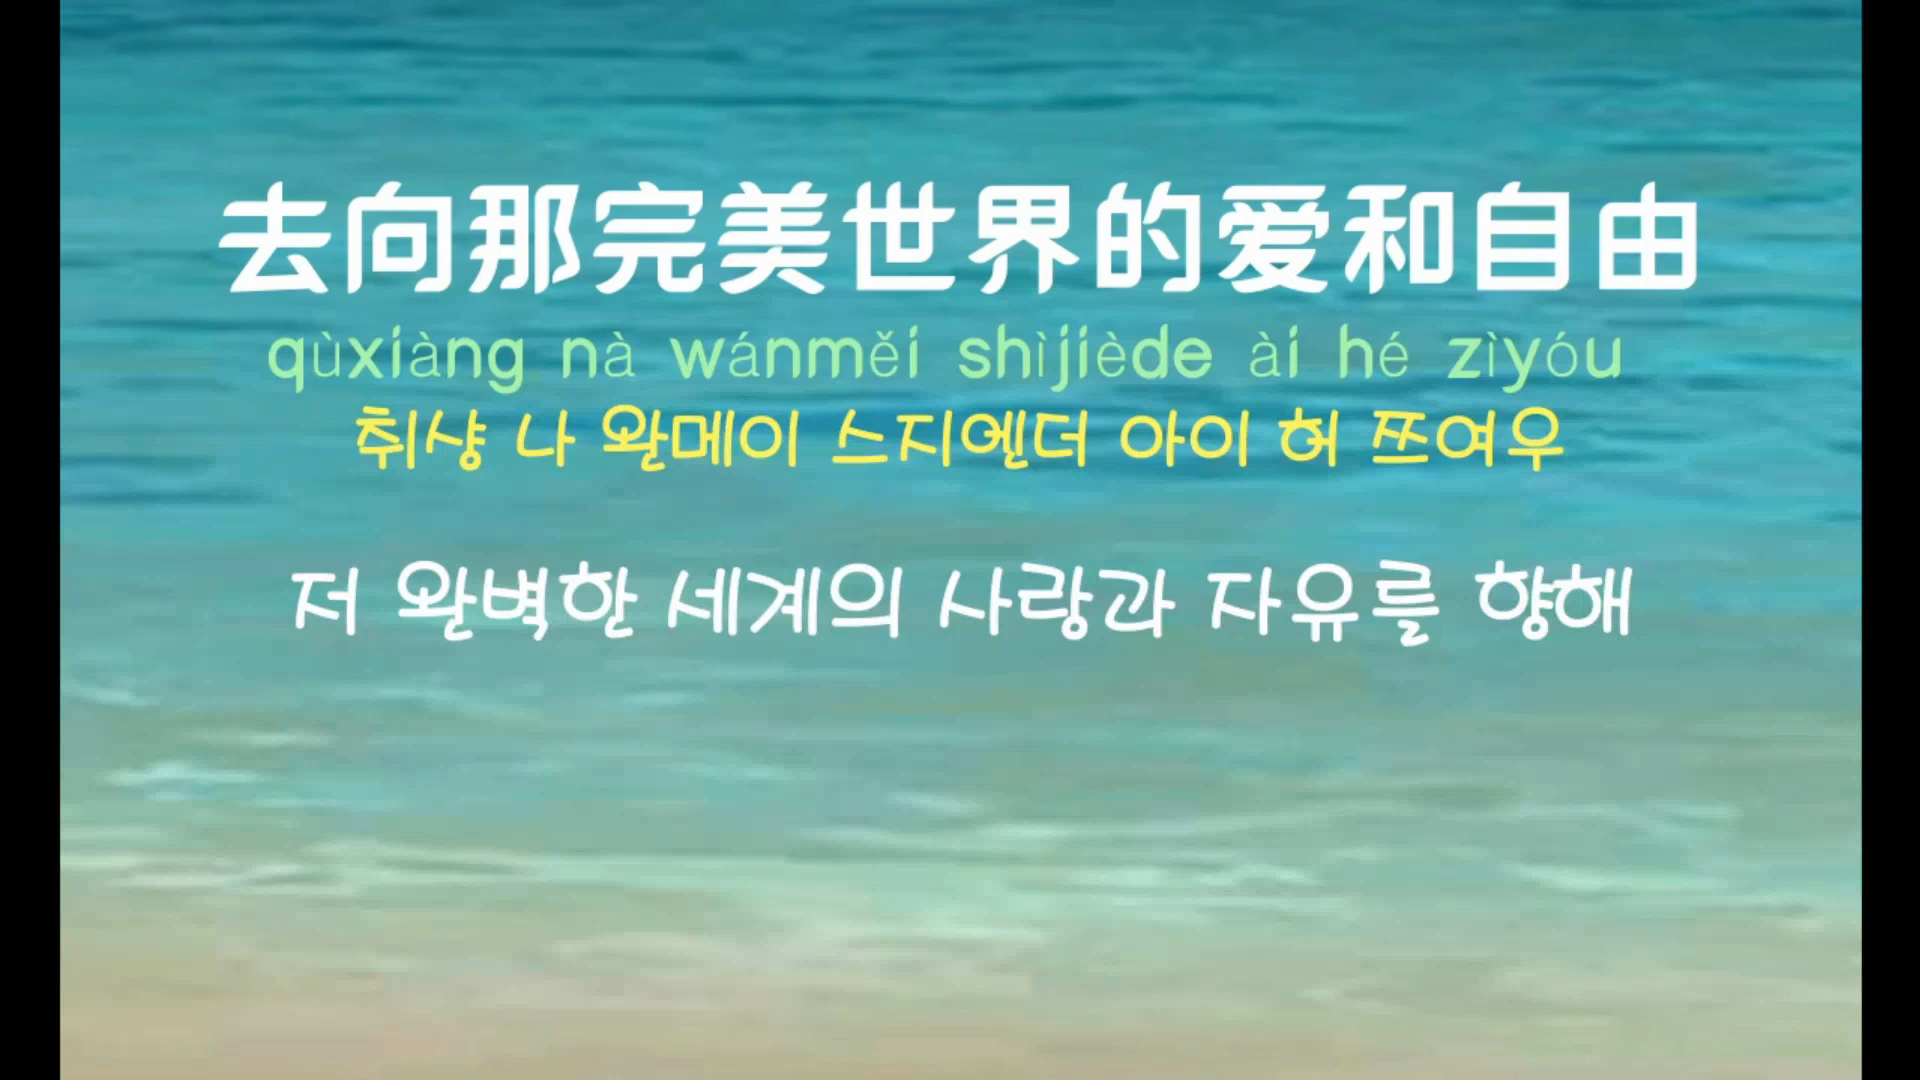 去向那完美世界的爱和自由
qùxiàng nà wánměi shìjiède ài hé zìyóu
취샹 나 완메이 스지엔더 아이 허 쯔여우
저 완벽한 세계의 사랑과 자유를 향해